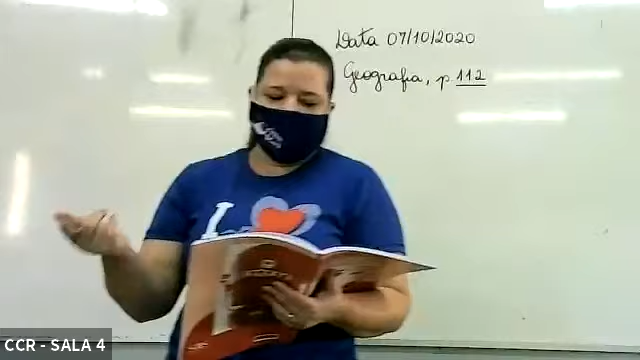 Data 07/10/2020
Geografia, p. 112
I
CCR - SALA 4